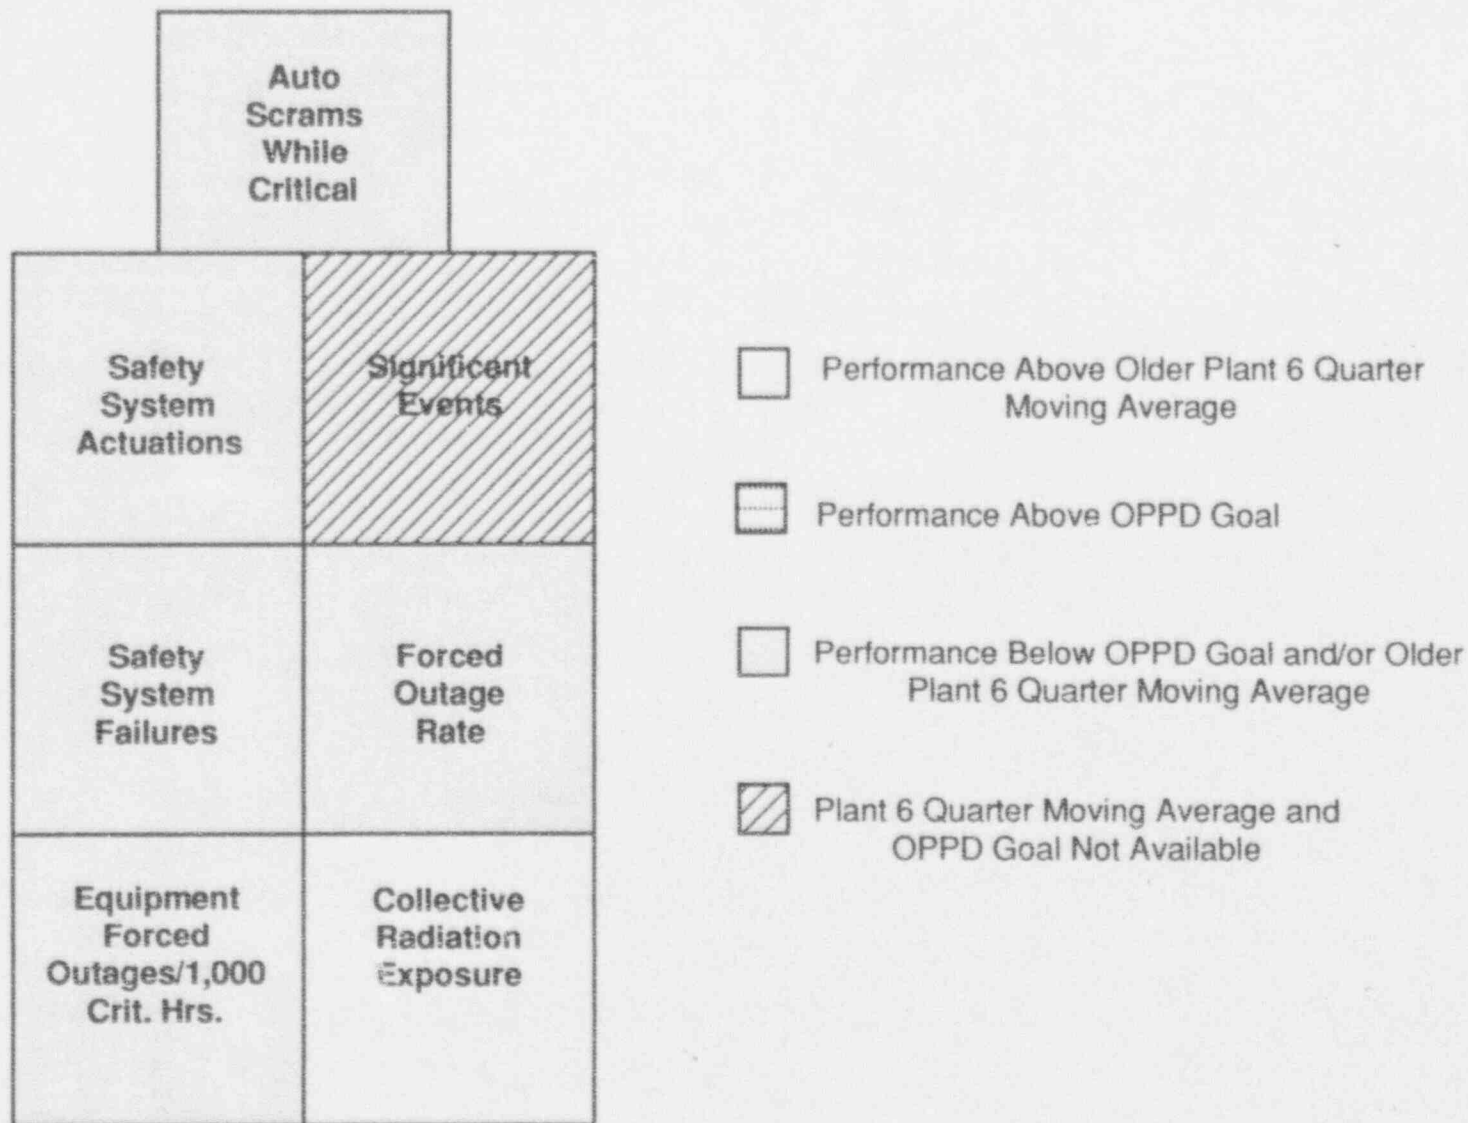 Auto
Scrams
While
Critical
Safety
System
Actuations
Significant
Events
Safety
System
Failures
Forced
Outage
Rate
Equipment
Forced
Outages/1,000
Crit. Hrs.
Collective
Radiation
Exposure
Performance Above Older Plant 6 Quarter
Moving Average
Performance Above OPPD Goal
Performance Below OPPD Goal and/or Older
Plant 6 Quarter Moving Average
Plant 6 Quarter Moving Average and
OPPD Goal Not Available